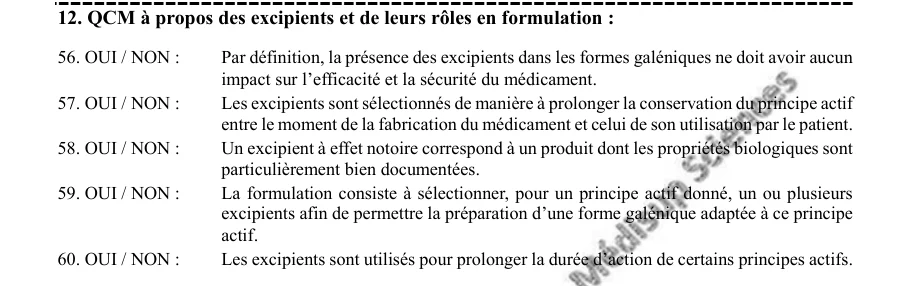 12. QCM à propos des excipients et de leurs rôles en formulation :
56. OUI / NON : Par définition, la présence des excipients dans les formes galéniques ne doit avoir aucun
impact sur l'efficacité et la sécurité du médicament.
57. OUI / NON : Les excipients sont sélectionnés de manière à prolonger la conservation du principe actif
entre le moment de la fabrication du médicament et celui de son utilisation par le patient.
58. OUI / NON : Un excipient à effet notoire correspond à un produit dont les propriétés biologiques sont
particulièrement bien documentées.
59. OUI / NON : La formulation consiste à sélectionner, pour un principe actif donné, un ou plusieurs
excipients afin de permettre la préparation d'une forme galénique adaptée à ce principe
actif.
60. OUI / NON : Les excipients sont utilisés pour prolonger la durée d'action de certains principes actifs.
Médisup Sciences